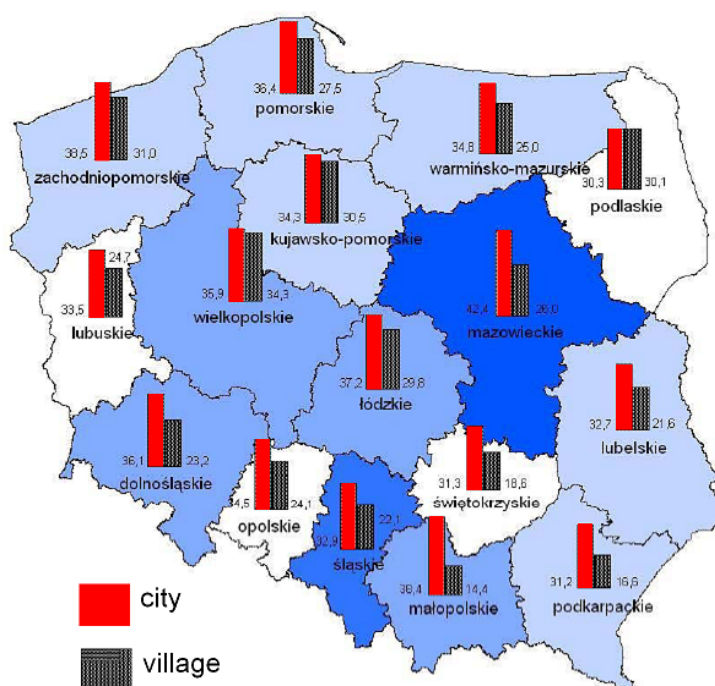 36,4 27,5
pomorskie
38,5 31,0
zachodniopomorskie
34,8 25,0
warmińsko-mazurskie
30,3 30,1
podlaskie
34,3 30,5
kujawsko-pomorskie
33,5 24,7
lubuskie
35,9 34,3
wielkopolskie
42,4 26,0
mazowieckie
37,2 29,8
łódzkie
32,7 21,6
lubelskie
36,1 23,2
dolnośląskie
34,5 24,1
opolskie
31,3 18,6
świętokrzyskie
32,9 22,1
śląskie
14,4
małopolskie
31,2 16,6
podkarpackie
city
village